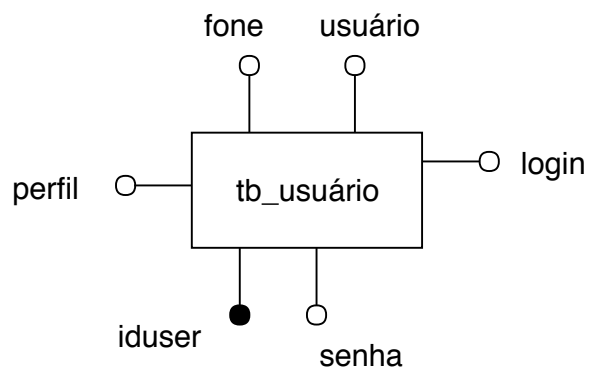 fone
usuário
login
perfil
tb_usuário
iduser
senha